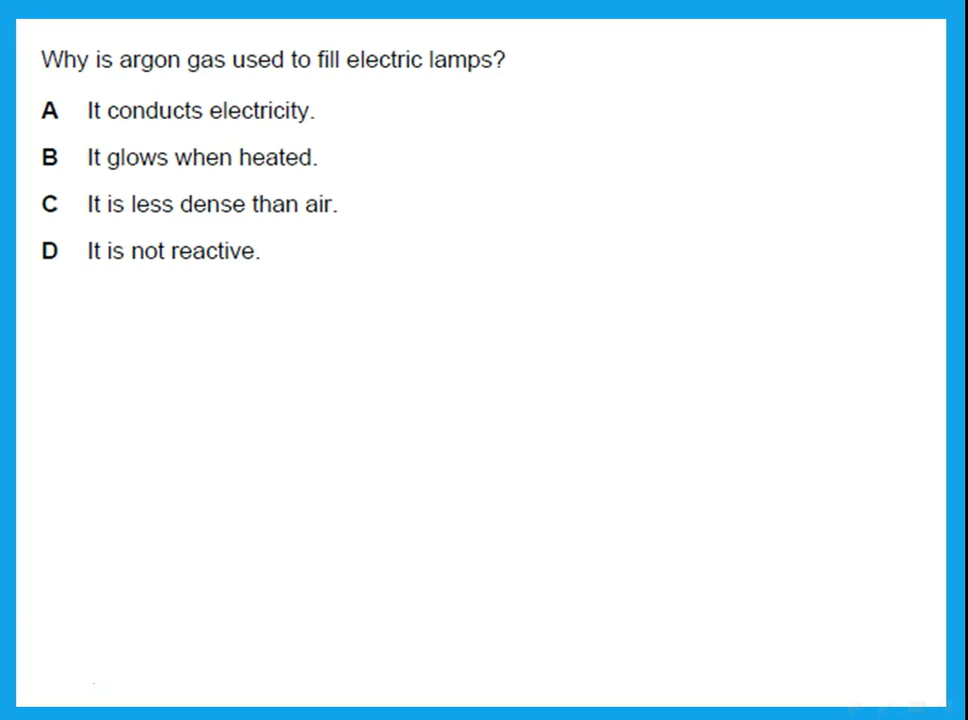 Why is argon gas used to fill electric lamps?
A It conducts electricity.
B It glows when heated.
C It is less dense than air.
D It is not reactive.